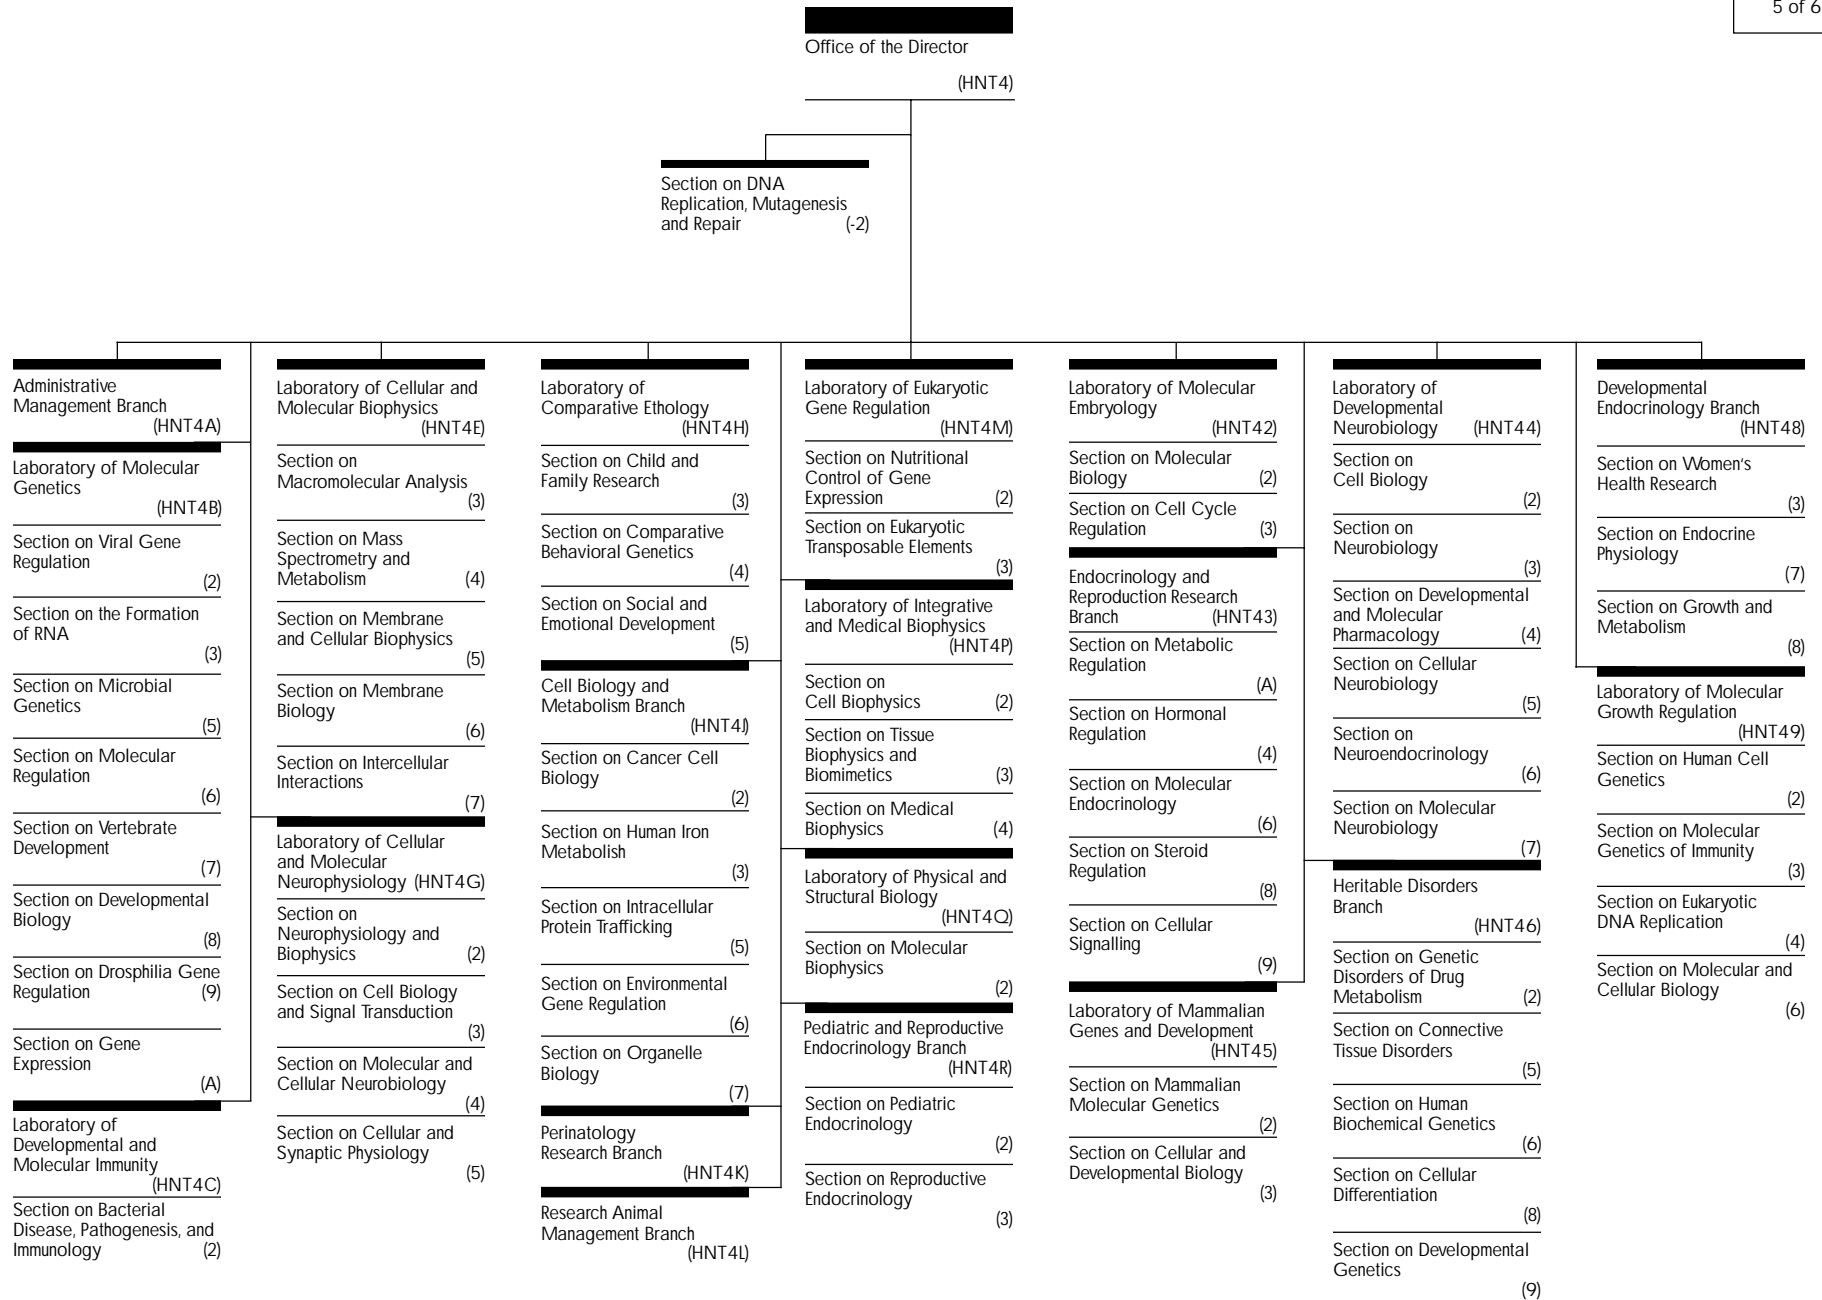 5 of 6
Office of the Director
(HNT4)
Section on DNA
Replication, Mutagenesis
and Repair (-2)
Administrative
Management Branch
(HNT4A)
Laboratory of Molecular
Genetics
(HNT4B)
Section on Viral Gene
Regulation
(2)
Section on the Formation
of RNA
(3)
Section on Microbial
Genetics
(5)
Section on Molecular
Regulation
(6)
Section on Vertebrate
Development
(7)
Section on Developmental
Biology
(8)
Section on Drosphilia Gene
Regulation (9)
Section on Gene
Expression
(A)
Laboratory of
Developmental and
Molecular Immunity
(HNT4C)
Section on Bacterial
Disease, Pathogenesis, and
Immunology (2)
Laboratory of Cellular and
Molecular Biophysics
(HNT4E)
Section on
Macromolecular Analysis
(3)
Section on Mass
Spectrometry and
Metabolism (4)
Section on Membrane
and Cellular Biophysics
(5)
Section on Membrane
Biology
(6)
Section on Intercellular
Interactions
(7)
Laboratory of Cellular
and Molecular
Neurophysiology (HNT4G)
Section on
Neurophysiology and
Biophysics (2)
Section on Cell Biology
and Signal Transduction
(3)
Section on Molecular and
Cellular Neurobiology
(4)
Section on Cellular and
Synaptic Physiology
(5)
Laboratory of
Comparative Ethology
(HNT4H)
Section on Child and
Family Research
(3)
Section on Comparative
Behavioral Genetics
(4)
Section on Social and
Emotional Development
(5)
Cell Biology and
Metabolism Branch
(HNT4J)
Section on Cancer Cell
Biology
(2)
Section on Human Iron
Metabolish
(3)
Section on Intracellular
Protein Trafficking
(5)
Section on Environmental
Gene Regulation
(6)
Section on Organelle
Biology
(7)
Perinatology
Research Branch
(HNT4K)
Research Animal
Management Branch
(HNT4L)
Laboratory of Eukaryotic
Gene Regulation
(HNT4M)
Section on Nutritional
Control of Gene
Expression (2)
Section on Eukaryotic
Transposable Elements
(3)
Laboratory of Integrative
and Medical Biophysics
(HNT4P)
Section on
Cell Biophysics (2)
Section on Tissue
Biophysics and
Biomimetics (3)
Section on Medical
Biophysics (4)
Laboratory of Physical and
Structural Biology
(HNT4Q)
Section on Molecular
Biophysics
(2)
Pediatric and Reproductive
Endocrinology Branch
(HNT4R)
Section on Pediatric
Endocrinology
(2)
Section on Reproductive
Endocrinology
(3)
Laboratory of Molecular
Embryology
(HNT42)
Section on Molecular
Biology (2)
Section on Cell Cycle
Regulation (3)
Endocrinology and
Reproduction Research
Branch (HNT43)
Section on Metabolic
Regulation
(A)
Section on Hormonal
Regulation
(4)
Section on Molecular
Endocrinology
(6)
Section on Steroid
Regulation
(8)
Section on Cellular
Signalling
(9)
Laboratory of Mammalian
Genes and Development
(HNT45)
Section on Mammalian
Molecular Genetics
(2)
Section on Cellular and
Developmental Biology
(3)
Laboratory of
Developmental
Neurobiology (HNT44)
Section on
Cell Biology
(2)
Section on
Neurobiology
(3)
Section on Developmental
and Molecular
Pharmacology (4)
Section on Cellular
Neurobiology
(5)
Section on
Neuroendocrinology
(6)
Section on Molecular
Neurobiology
(7)
Heritable Disorders
Branch
(HNT46)
Section on Genetic
Disorders of Drug
Metabolism (2)
Section on Connective
Tissue Disorders
(5)
Section on Human
Biochemical Genetics
(6)
Section on Cellular
Differentiation
(8)
Section on Developmental
Genetics
(9)
Developmental
Endocrinology Branch
(HNT48)
Section on Women's
Health Research
(3)
Section on Endocrine
Physiology
(7)
Section on Growth and
Metabolism
(8)
Laboratory of Molecular
Growth Regulation
(HNT49)
Section on Human Cell
Genetics
(2)
Section on Molecular
Genetics of Immunity
(3)
Section on Eukaryotic
DNA Replication
(4)
Section on Molecular and
Cellular Biology
(6)